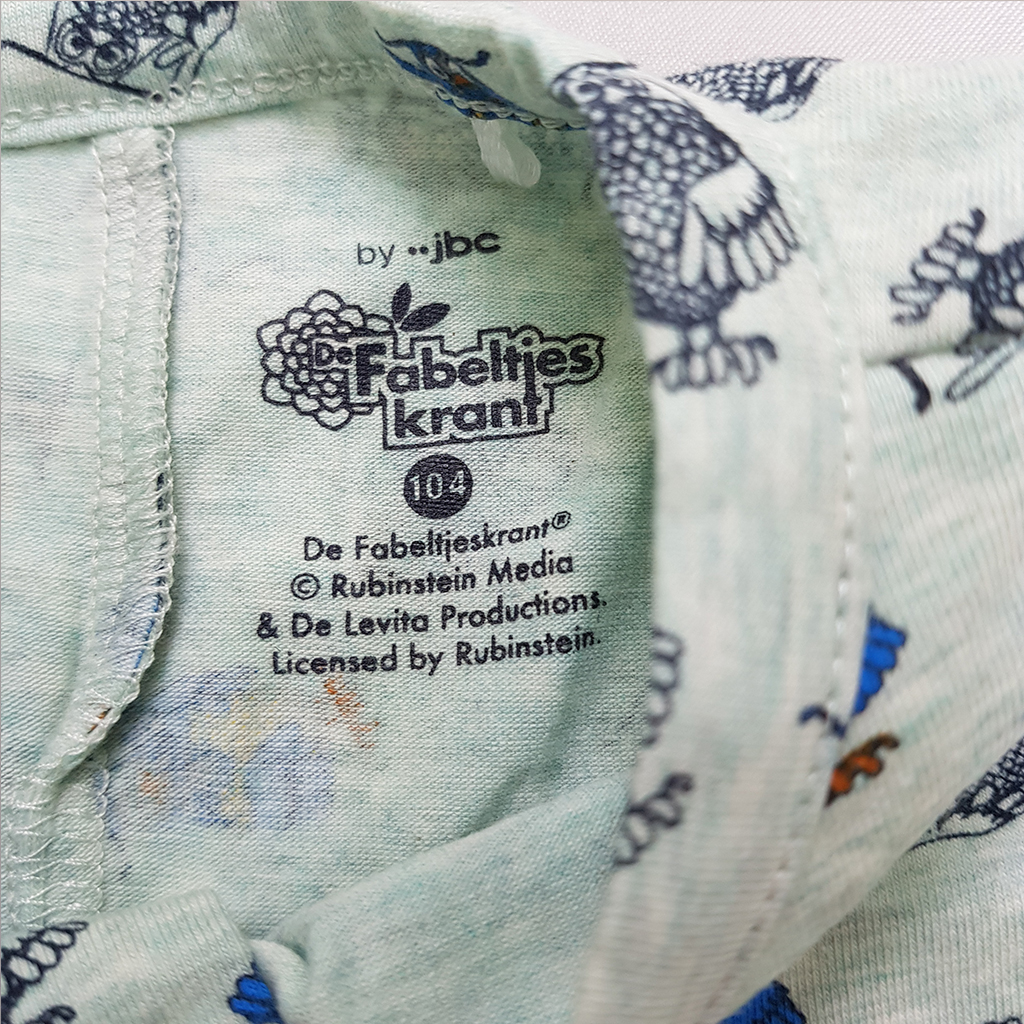 by ··jbc
De
Fabeltjes
krant
104
De Fabeltjeskrant®
© Rubinstein Media
& De Levita Productions.
Licensed by Rubinstein.